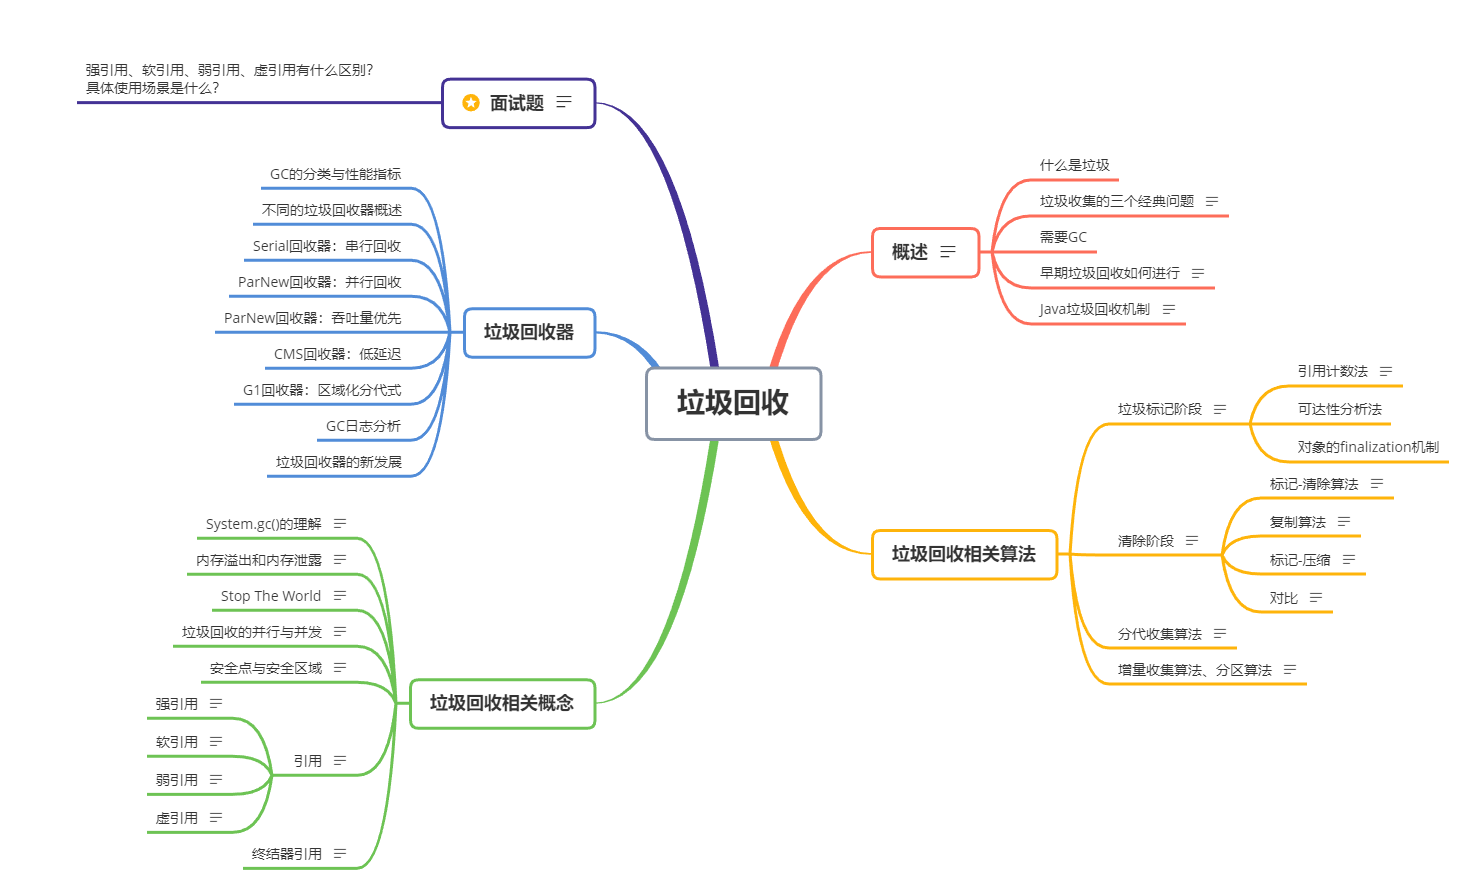 垃圾回收
面试题
强引用、软引用、弱引用、虚引用有什么区别？
具体使用场景是什么？
垃圾回收器
GC的分类与性能指标
不同的垃圾回收器概述
Serial回收器：串行回收
ParNew回收器：并行回收
ParNew回收器：吞吐量优先
CMS回收器：低延迟
G1回收器：区域化分代式
GC日志分析
垃圾回收器的新发展
垃圾回收相关概念
System.gc()的理解
内存溢出和内存泄露
Stop The World
垃圾回收的并行与并发
安全点与安全区域
引用
强引用
软引用
弱引用
虚引用
终结器引用
概述
什么是垃圾
垃圾收集的三个经典问题
需要GC
早期垃圾回收如何进行
Java垃圾回收机制
垃圾回收相关算法
垃圾标记阶段
引用计数法
可达性分析法
对象的finalization机制
清除阶段
标记-清除算法
复制算法
标记-压缩
对比
分代收集算法
增量收集算法、分区算法